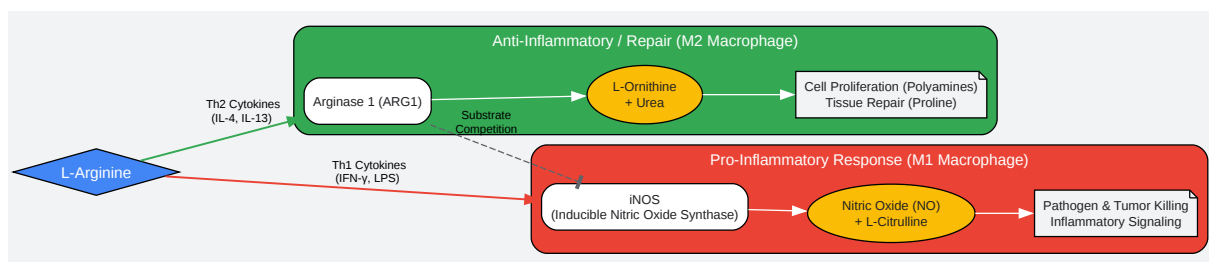 Anti-Inflammatory / Repair (M2 Macrophage)
Arginase 1 (ARG1)
L-Ornithine
+ Urea
Cell Proliferation (Polyamines)
Tissue Repair (Proline)
Th2 Cytokines
(IL-4, IL-13)
Substrate
Competition
L-Arginine
Th1 Cytokines
(IFN-γ, LPS)
Pro-Inflammatory Response (M1 Macrophage)
iNOS
(Inducible Nitric Oxide Synthase)
Nitric Oxide (NO)
+ L-Citrulline
Pathogen & Tumor Killing
Inflammatory Signaling